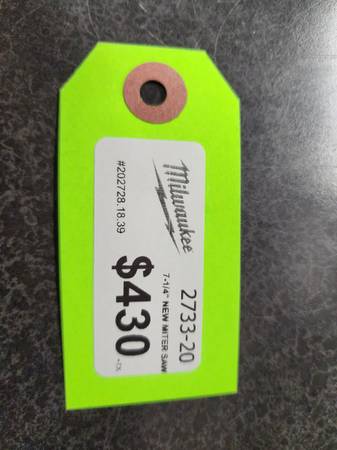 Milwaukee
2733-20
7-1/4" NEW MITER SAW
#202728.18.39
$430